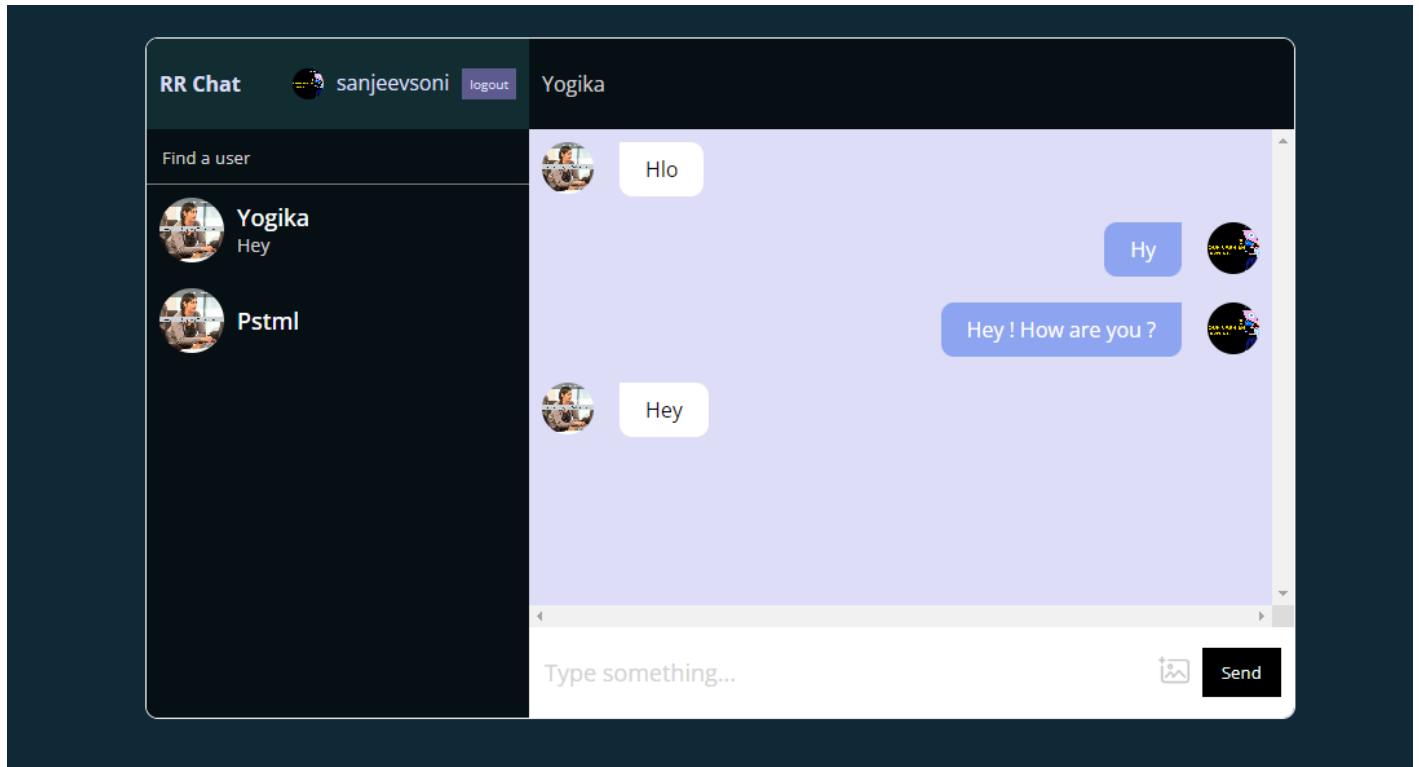 RR Chat
sanjeevsoni
logout
Yogika
Find a user
Yogika
Hey
Pstml
Hlo
Hy
Hey ! How are you ?
Hey
Type something...
Send